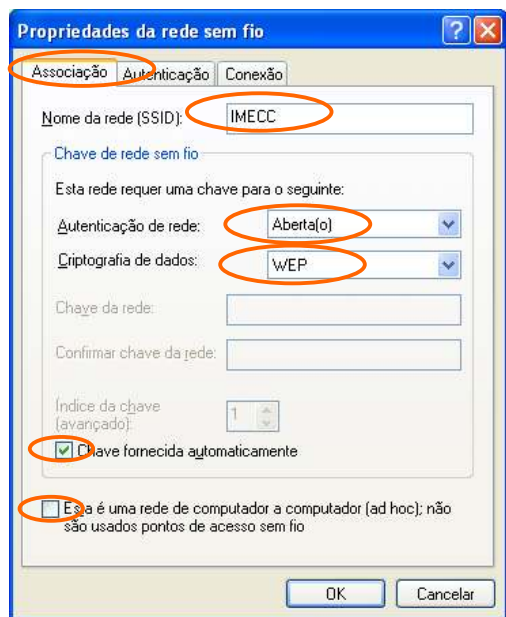 Propriedades da rede sem fio
Associação Autenticação Conexão
Nome da rede (SSID): IMECC
Chave de rede sem fio
Esta rede requer uma chave para o seguinte:
Autenticação de rede: Aberta(o)
Criptografia de dados: WEP
Chave da rede:
Confirmar chave da rede:
Índice da chave
(avançado): 1
Chave fornecida automaticamente
Esta é uma rede de computador a computador (ad hoc); não
são usados pontos de acesso sem fio
OK Cancelar